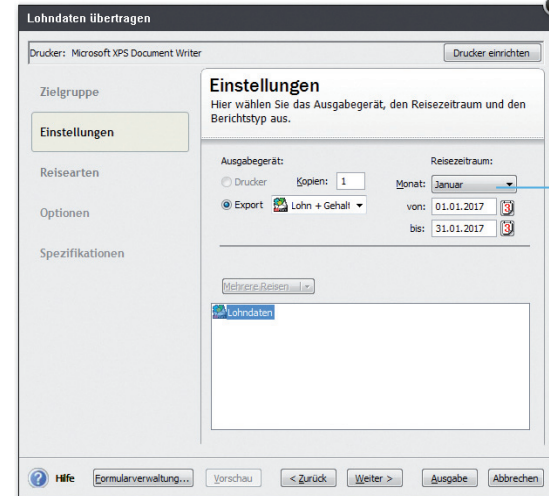 Lohndaten übertragen
Drucker: Microsoft XPS Document Writer
Drucker einrichten
Zielgruppe
Einstellungen
Reisearten
Optionen
Spezifikationen
Einstellungen
Hier wählen Sie das Ausgabegerät, den Reisezeitraum und den
Berichtstyp aus.
Ausgabegerät:
Reisezeitraum:
Drucker Kopien: 1
Monat: Januar
Export Lohn + Gehalt
von: 01.01.2017
bis: 31.01.2017
Mehrere Reisen
Lohndaten
Hilfe Formularverwaltung... Vorschau < Zurück Weiter > Ausgabe Abbrechen